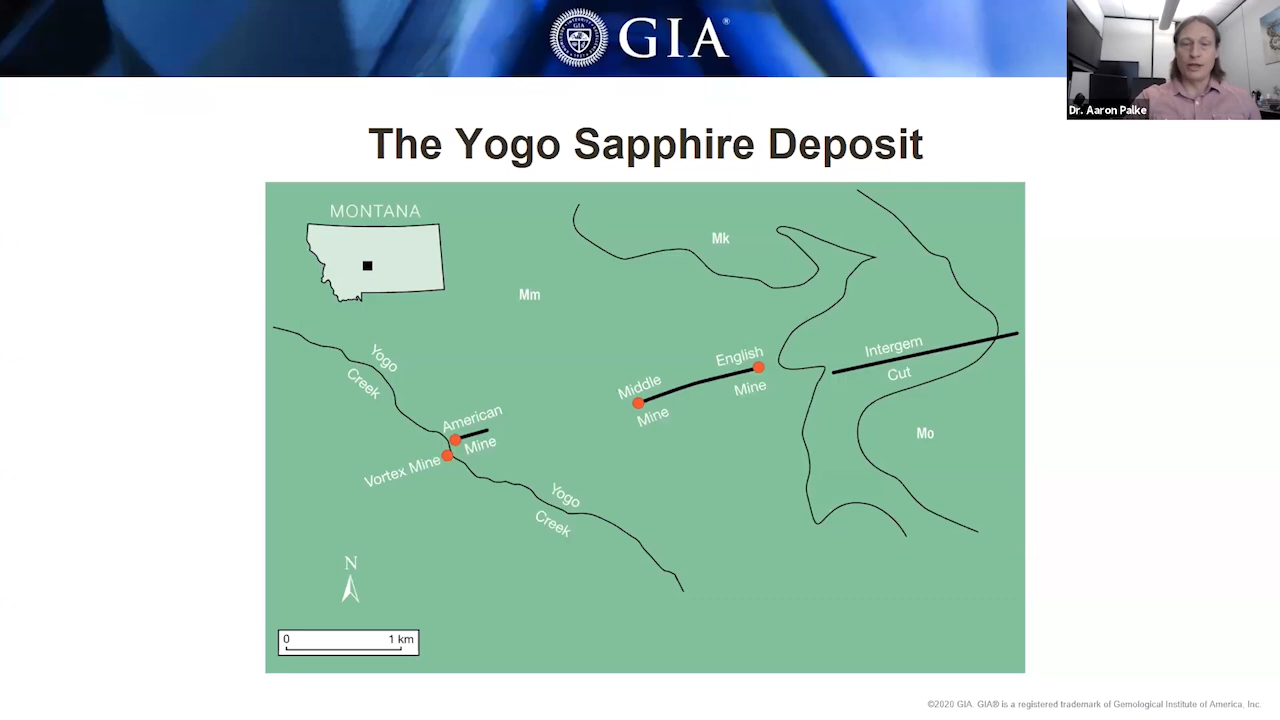 GIA®
Dr. Aaron Palke
The Yogo Sapphire Deposit
MONTANA
Mk
Mm
Yogo
Creek
English
Mine
Intergem
Cut
Middle
Mine
American
Mine
Vortex Mine
Mo
Yogo
Creek
N
0 1 km
©2020 GIA. GIA® is a registered trademark of Gemological Institute of America, Inc.